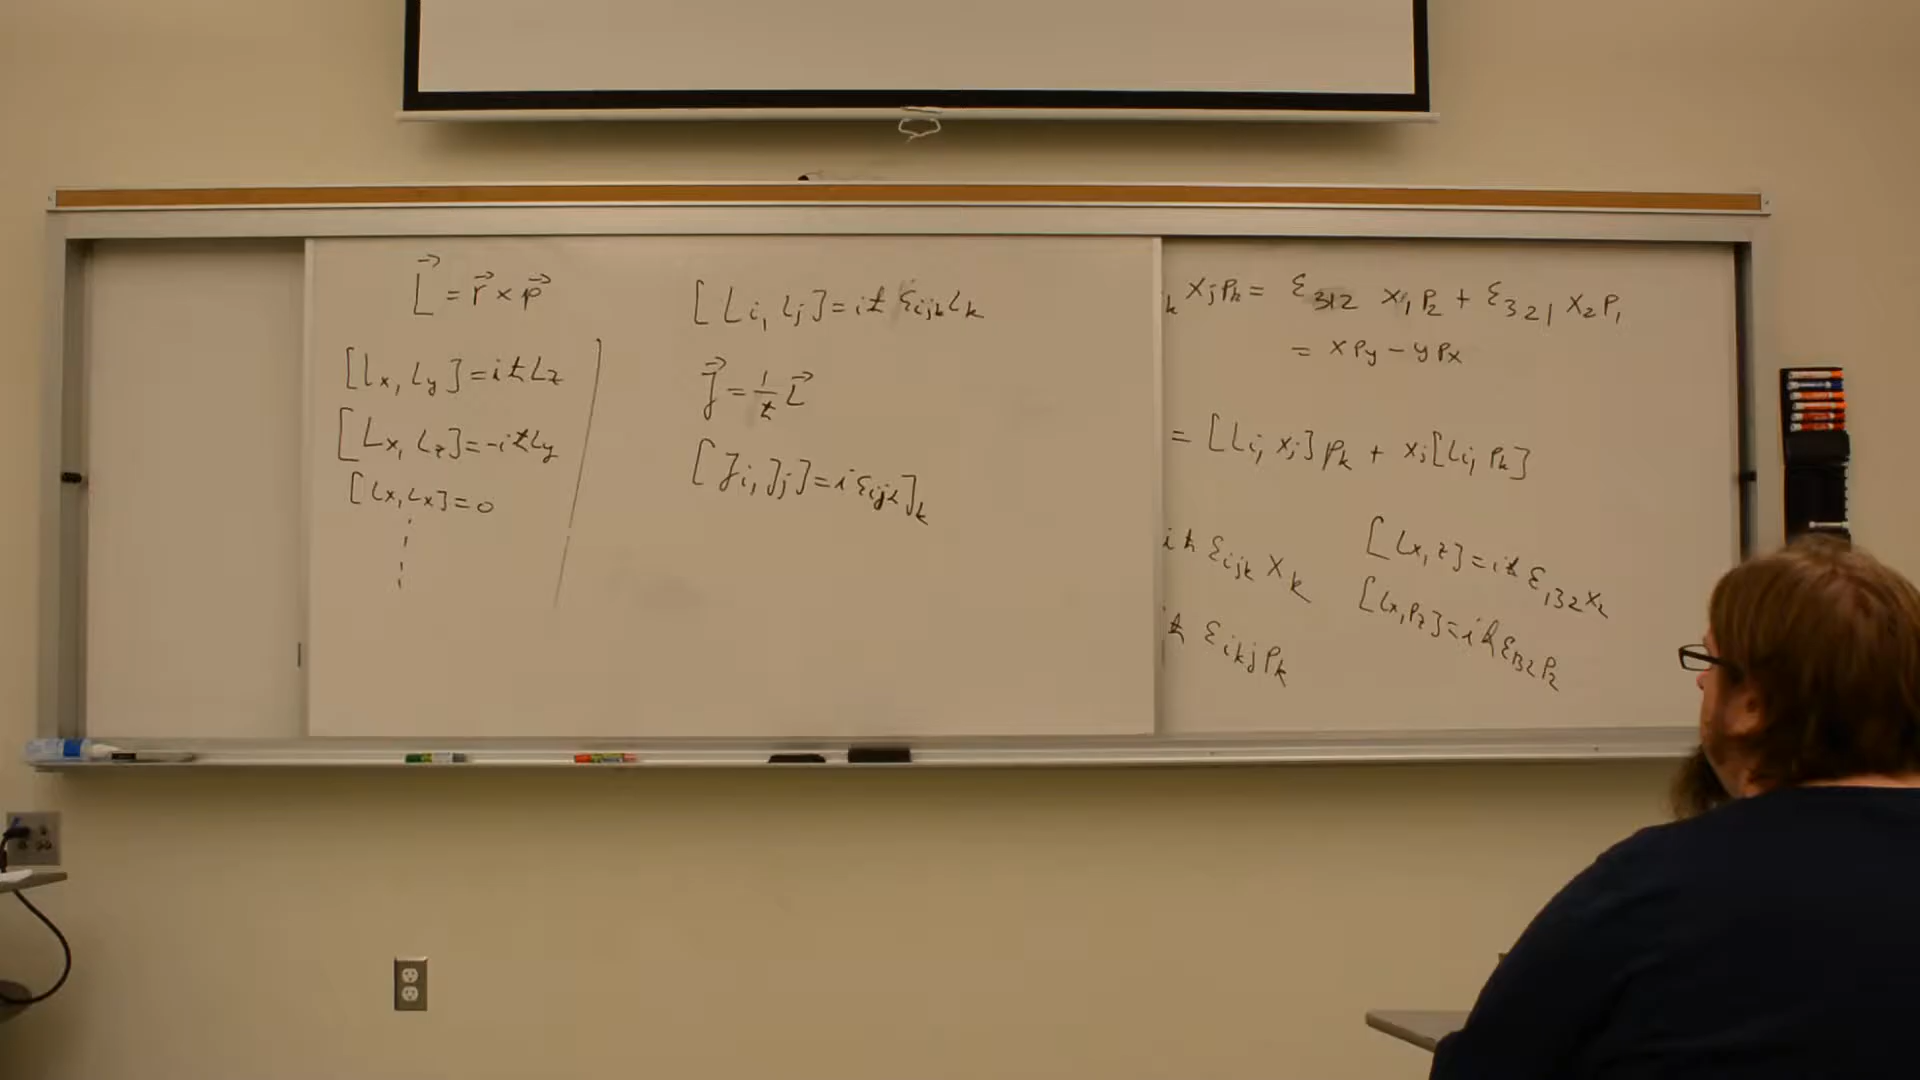 L⃗ = r⃗ × p⃗
[Lx, Ly] = iħLz
[Lx, Lz] = -iħLy
[Lx, Lx] = 0
[Li, Lj] = iħ εijk Lk
J⃗ = 1/ħ L⃗
[Ji, Jj] = i εijk Jk
k xj pk = ε312 x1 p2 + ε321 x2 p1
= x py - y px
= [Li, xj] pk + xj [Li, pk]
iħ εijk xk
[Lx, z] = iħ ε132 x2
[Lx, pz] = iħ ε132 p2
ħ εikj pk